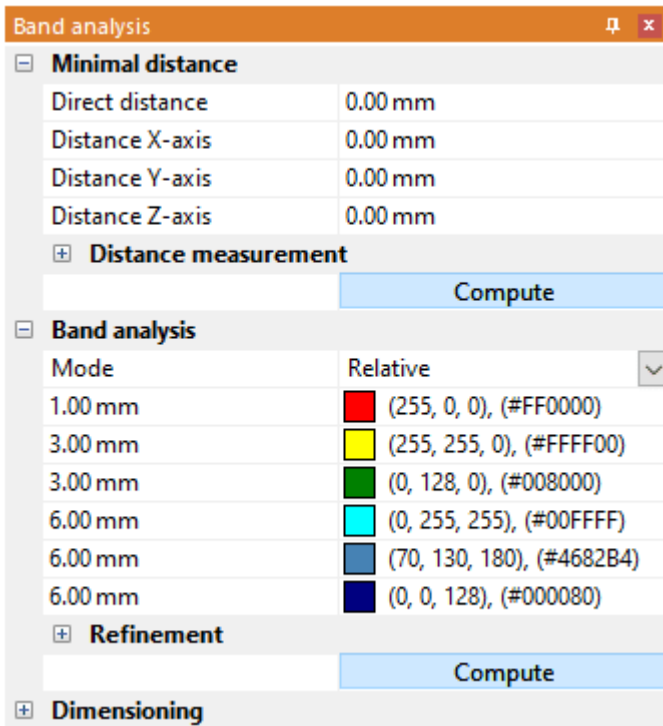 Band analysis
Minimal distance
Direct distance 0.00 mm
Distance X-axis 0.00 mm
Distance Y-axis 0.00 mm
Distance Z-axis 0.00 mm
Distance measurement
Compute
Band analysis
Mode Relative
1.00 mm (255, 0, 0), (#FF0000)
3.00 mm (255, 255, 0), (#FFFF00)
3.00 mm (0, 128, 0), (#008000)
6.00 mm (0, 255, 255), (#00FFFF)
6.00 mm (70, 130, 180), (#4682B4)
6.00 mm (0, 0, 128), (#000080)
Refinement
Compute
Dimensioning